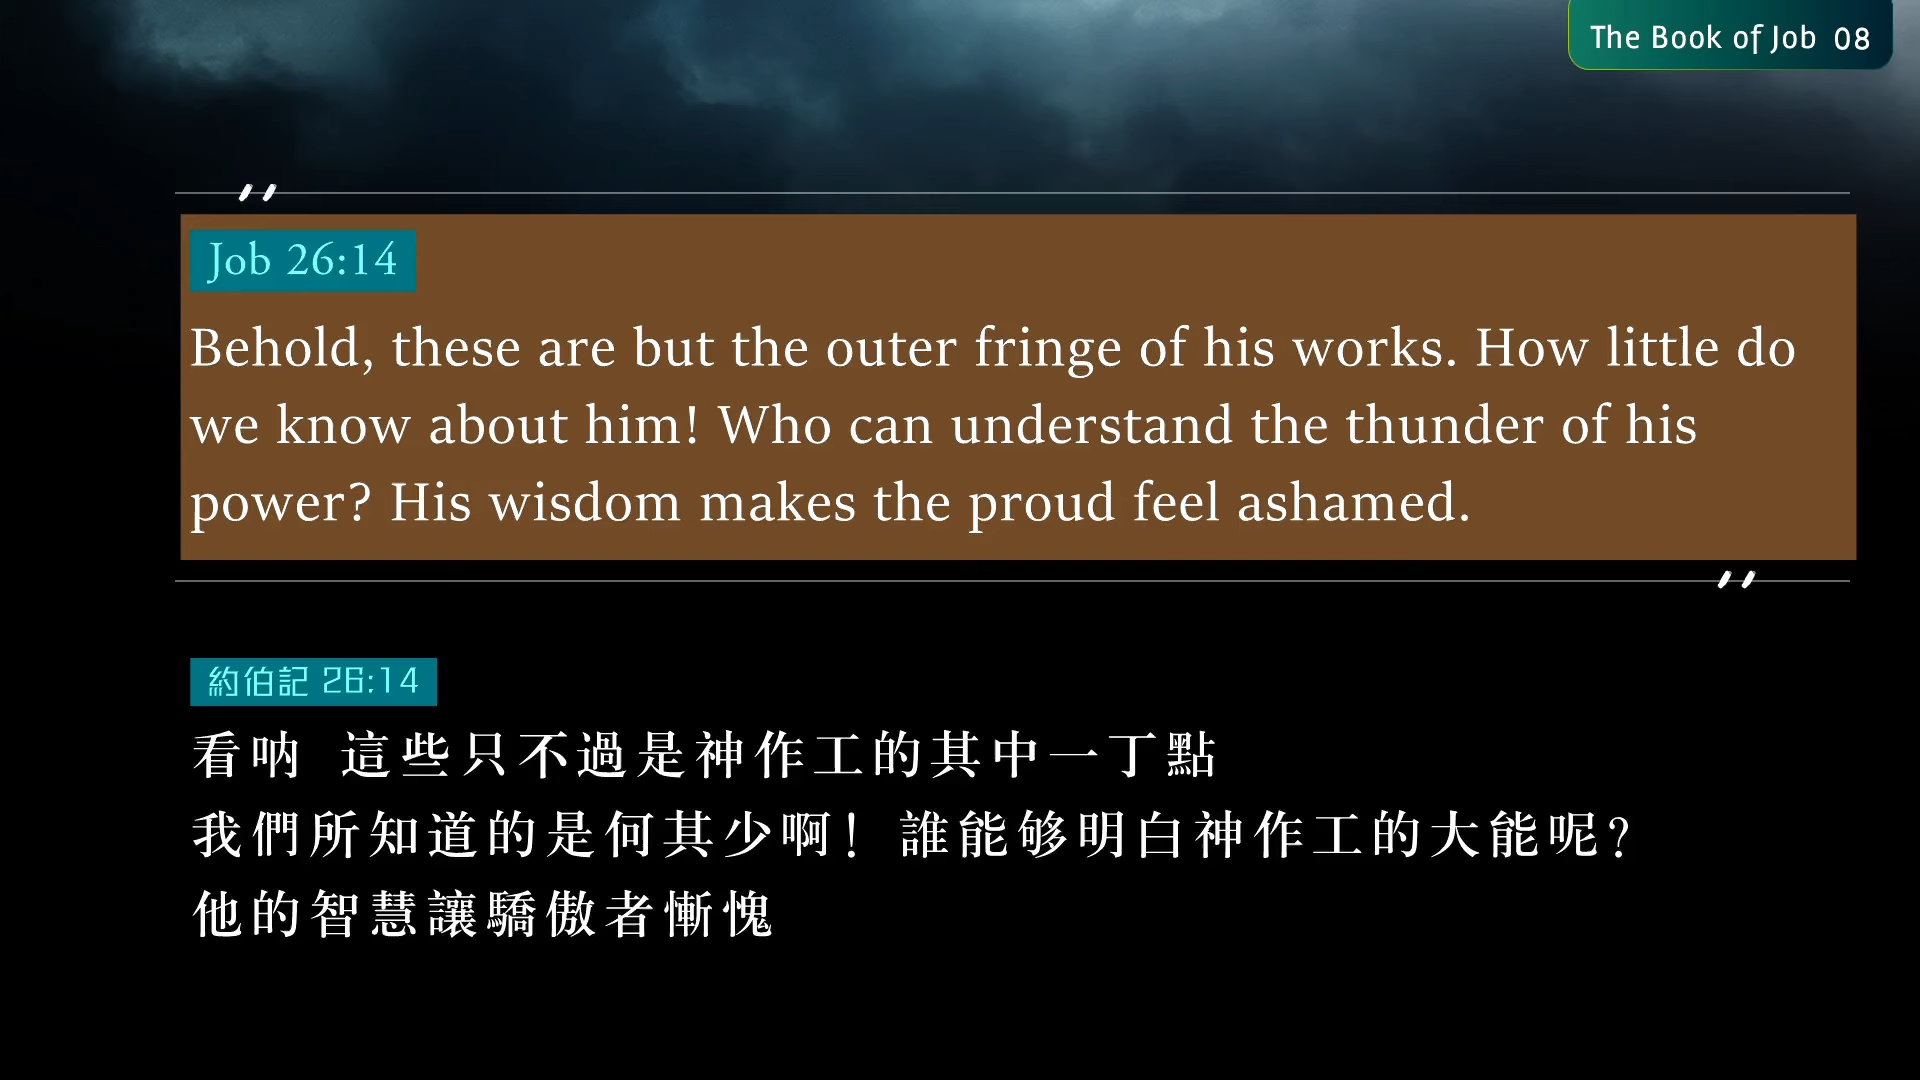 The Book of Job 08
Job 26:14
Behold, these are but the outer fringe of his works. How little do
we know about him! Who can understand the thunder of his
power? His wisdom makes the proud feel ashamed.
約伯記 26:14
看吶 這些只不過是神作工的其中一丁點
我們所知道的是何其少啊！誰能够明白神作工的大能呢？
他的智慧讓驕傲者慚愧